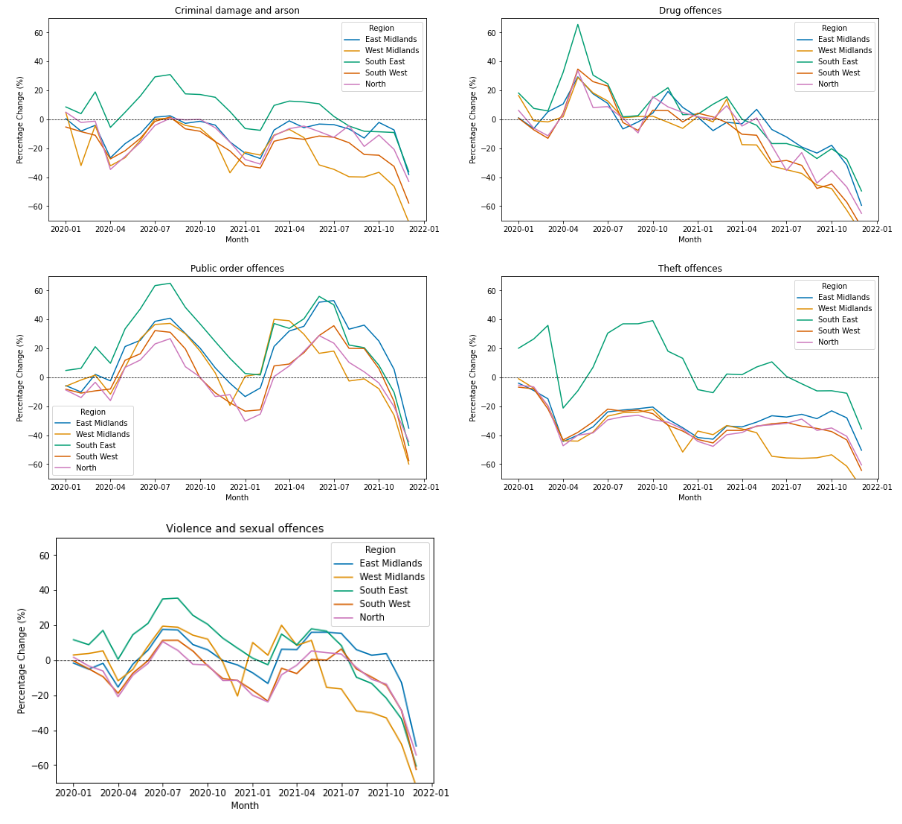 Criminal damage and arson
Percentage Change (%)
60
40
20
0
−20
−40
−60
Region
East Midlands
West Midlands
South East
South West
North
2020-01 2020-04 2020-07 2020-10 2021-01 2021-04 2021-07 2021-10 2022-01
Month
Drug offences
Percentage Change (%)
60
40
20
0
−20
−40
−60
Region
East Midlands
West Midlands
South East
South West
North
2020-01 2020-04 2020-07 2020-10 2021-01 2021-04 2021-07 2021-10 2022-01
Month
Public order offences
Percentage Change (%)
60
40
20
0
−20
−40
−60
Region
East Midlands
West Midlands
South East
South West
North
2020-01 2020-04 2020-07 2020-10 2021-01 2021-04 2021-07 2021-10 2022-01
Month
Theft offences
Percentage Change (%)
60
40
20
0
−20
−40
−60
Region
East Midlands
West Midlands
South East
South West
North
2020-01 2020-04 2020-07 2020-10 2021-01 2021-04 2021-07 2021-10 2022-01
Month
Violence and sexual offences
Percentage Change (%)
60
40
20
0
−20
−40
−60
Region
East Midlands
West Midlands
South East
South West
North
2020-01 2020-04 2020-07 2020-10 2021-01 2021-04 2021-07 2021-10 2022-01
Month